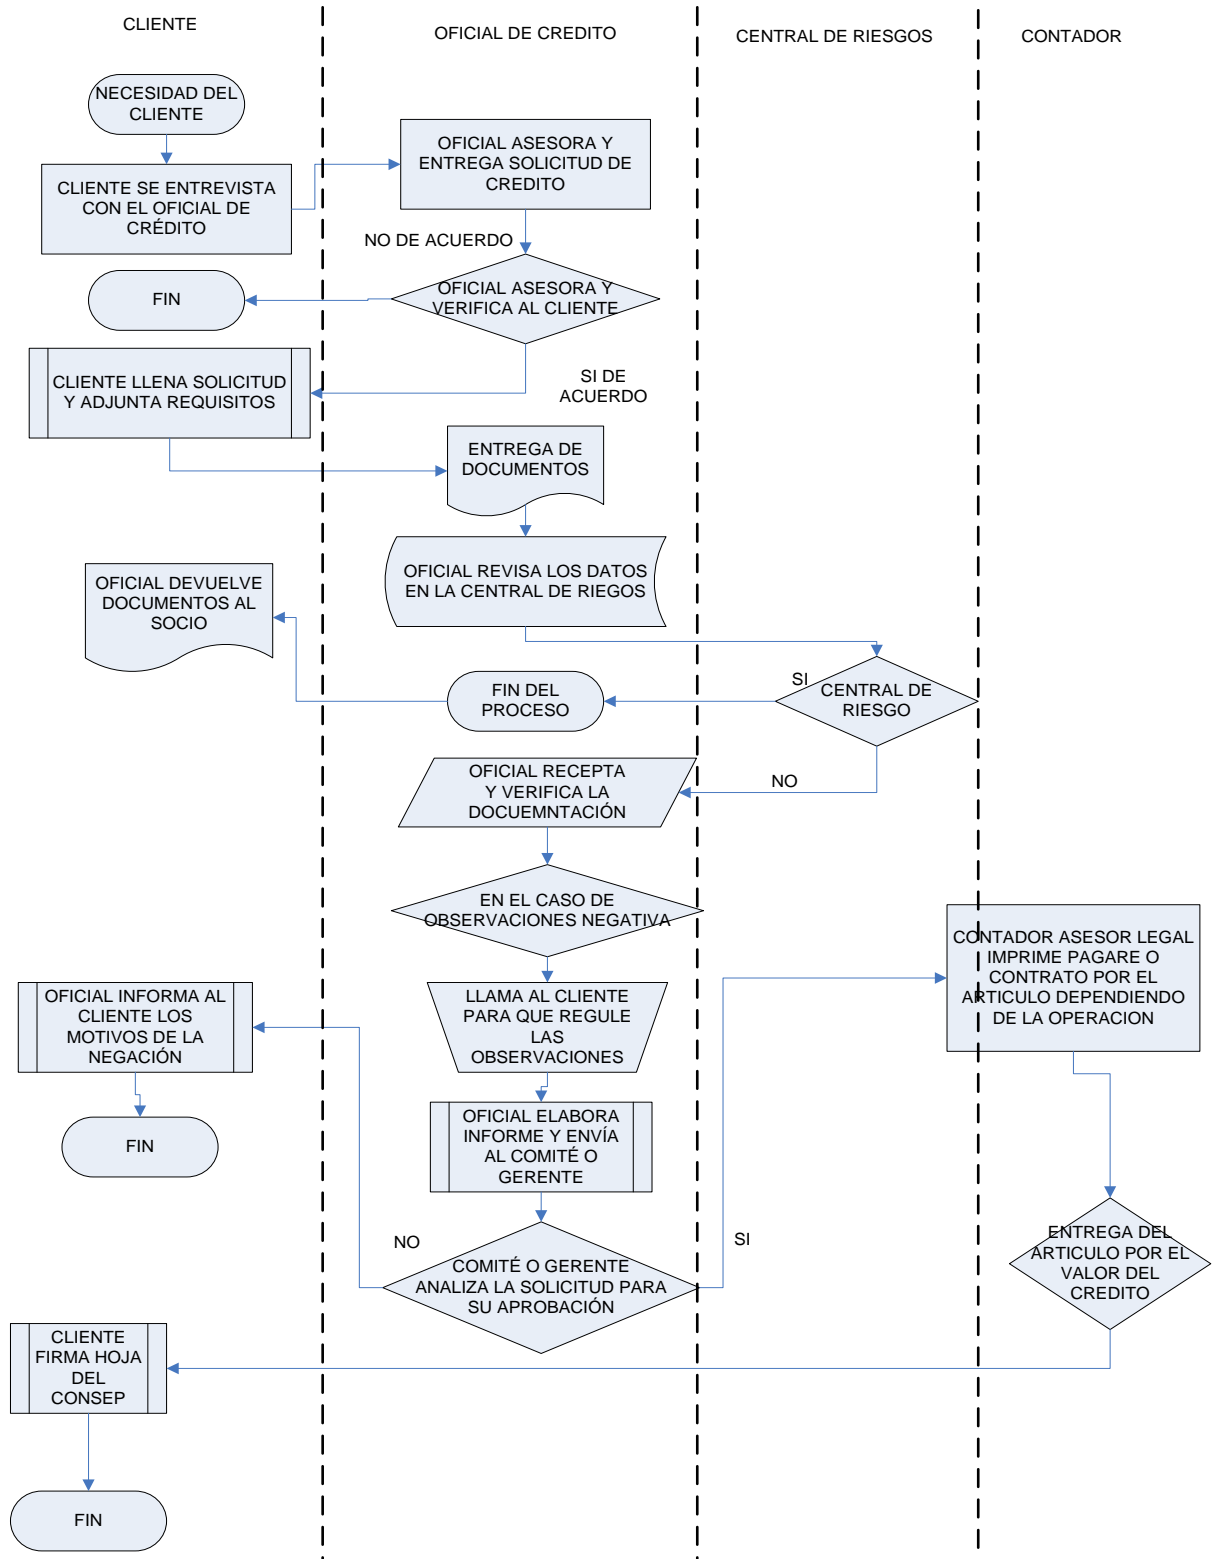 CLIENTE
OFICIAL DE CREDITO
CENTRAL DE RIESGOS
CONTADOR
NECESIDAD DEL
CLIENTE
OFICIAL ASESORA Y
ENTREGA SOLICITUD DE
CREDITO
CLIENTE SE ENTREVISTA
CON EL OFICIAL DE
CRÉDITO
NO DE ACUERDO
OFICIAL ASESORA Y
VERIFICA AL CLIENTE
FIN
CLIENTE LLENA SOLICITUD
Y ADJUNTA REQUISITOS
SI DE
ACUERDO
ENTREGA DE
DOCUMENTOS
OFICIAL REVISA LOS DATOS
EN LA CENTRAL DE RIEGOS
OFICIAL DEVUELVE
DOCUMENTOS AL
SOCIO
SI
CENTRAL DE
RIESGO
FIN DEL
PROCESO
NO
OFICIAL RECEPTA
Y VERIFICA LA
DOCUEMNTACIÓN
EN EL CASO DE
OBSERVACIONES NEGATIVA
CONTADOR ASESOR LEGAL
IMPRIME PAGARE O
CONTRATO POR EL
ARTICULO DEPENDIENDO
DE LA OPERACION
LLAMA AL CLIENTE
PARA QUE REGULE
LAS
OBSERVACIONES
OFICIAL INFORMA AL
CLIENTE LOS
MOTIVOS DE LA
NEGACIÓN
OFICIAL ELABORA
INFORME Y ENVÍA
AL COMITÉ O
GERENTE
FIN
NO
SI
COMITÉ O GERENTE
ANALIZA LA SOLICITUD PARA
SU APROBACIÓN
ENTREGA DEL
ARTICULO POR EL
VALOR DEL
CREDITO
CLIENTE
FIRMA HOJA
DEL
CONSEP
FIN